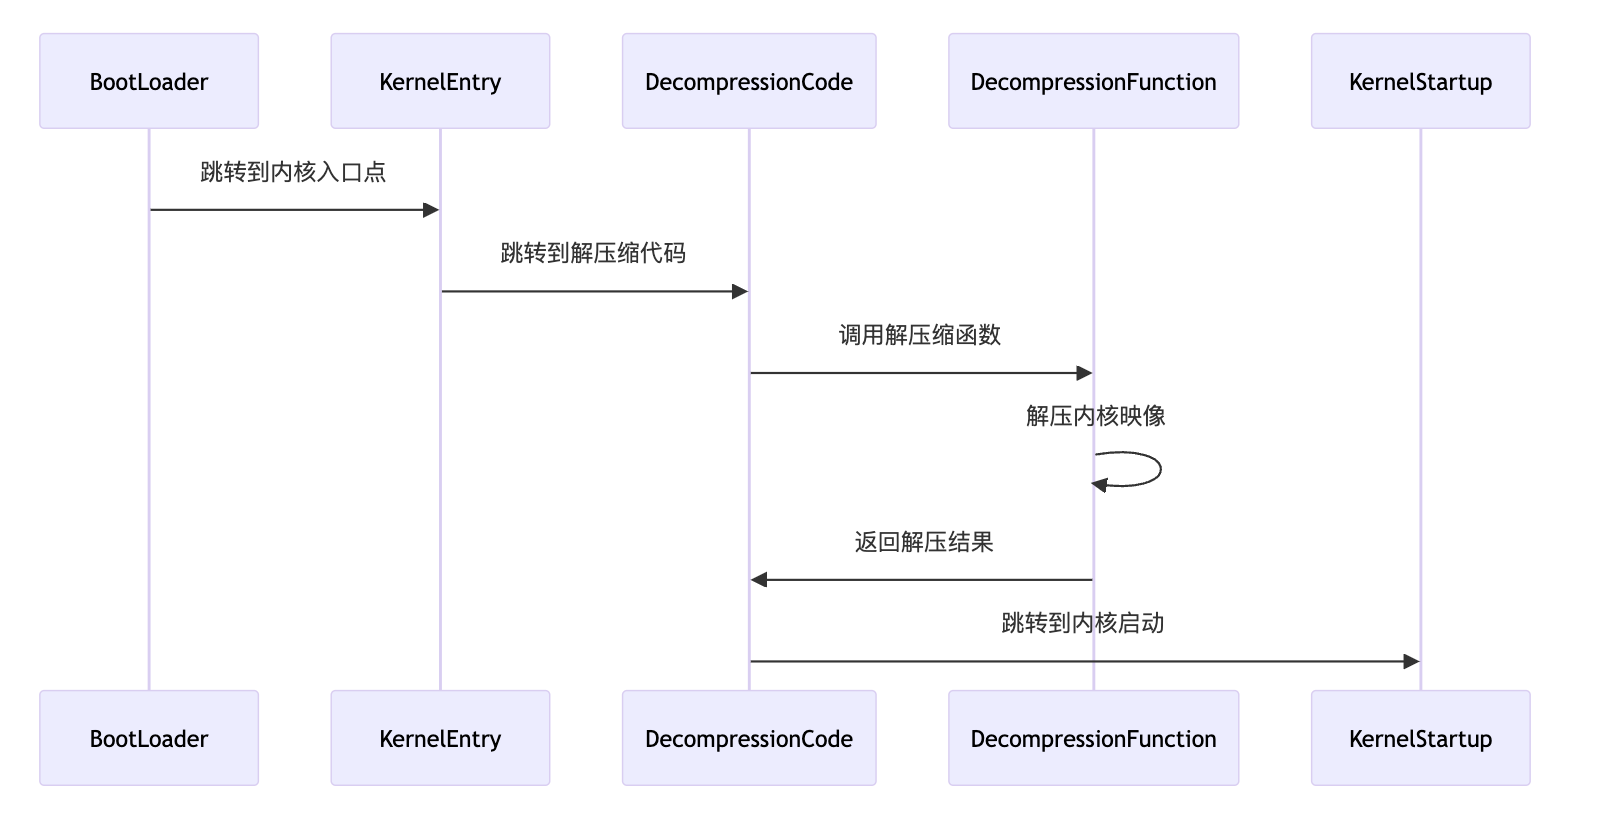 BootLoader
KernelEntry
DecompressionCode
DecompressionFunction
KernelStartup
跳转到内核入口点
跳转到解压缩代码
调用解压缩函数
解压内核映像
返回解压结果
跳转到内核启动
BootLoader
KernelEntry
DecompressionCode
DecompressionFunction
KernelStartup